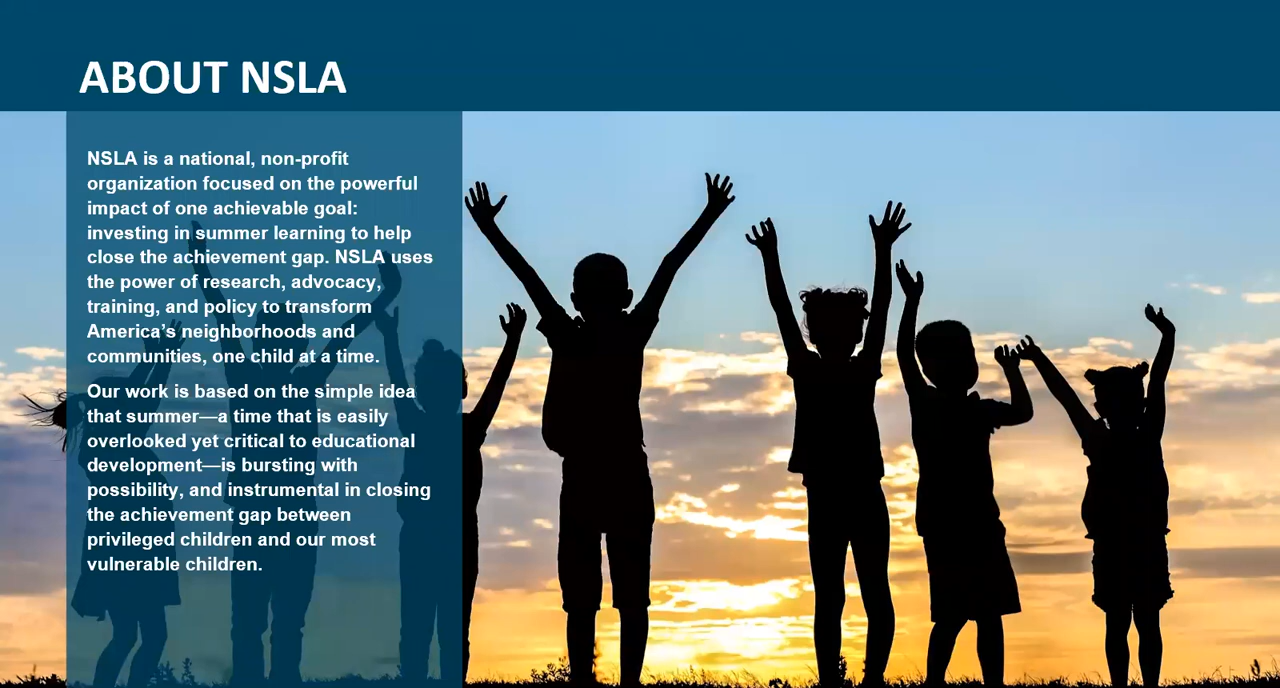 ABOUT NSLA
NSLA is a national, non-profit
organization focused on the powerful
impact of one achievable goal:
investing in summer learning to help
close the achievement gap. NSLA uses
the power of research, advocacy,
training, and policy to transform
America’s neighborhoods and
communities, one child at a time.
Our work is based on the simple idea
that summer—a time that is easily
overlooked yet critical to educational
development—is bursting with
possibility, and instrumental in closing
the achievement gap between
privileged children and our most
vulnerable children.